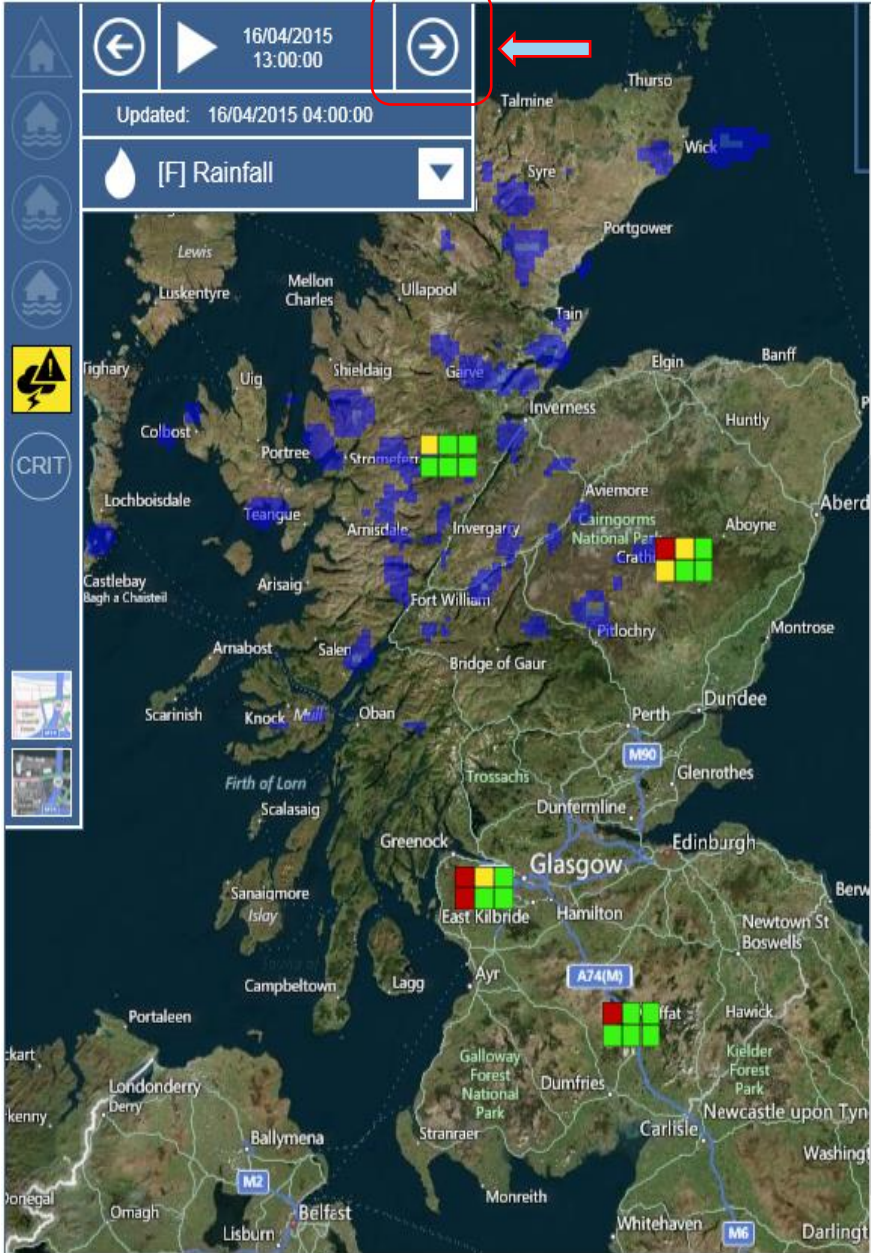 16/04/2015
13:00:00
Updated: 16/04/2015 04:00:00
[F] Rainfall
CRIT
Thurso
Talmine
Wick
Syre
Portgower
Lewis
Luskentyre
Mellon
Charles
Ullapool
Tain
Tighary
Uig
Shieldaig
Garve
Elgin
Banff
Inverness
Huntly
Colbost
Portree
Stromeferr
Aviemore
Lochboisdale
Teangue
Arnisdale
Invergarry
Cairngorms
National Park
Crathi
Aboyne
Aberd
Castlebay
Bagh a Chaisteil
Arisaig
Fort William
Pitlochry
Montrose
Arnabost
Salen
Bridge of Gaur
Scarinish
Knock
Mull
Oban
Dundee
Perth
M90
Trossachs
Glenrothes
Firth of Lorn
Scalasaig
Dunfermline
Greenock
Edinburgh
Glasgow
Sanaigmore
Islay
East Kilbride
Hamilton
Berw
Newtown St
Boswells
Campbeltown
Lagg
Ayr
A74(M)
Portaleen
ffat
Hawick
ckart
Galloway
Forest
National
Park
Kielder
Forest
Park
Londonderry
Derry
Dumfries
Newcastle upon Tyn
kenny
Stranraer
Carlisle
Ballymena
Washingt
M2
Donegal
Omagh
Belfast
Monreith
Lisburn
Whitehaven
M6
Darlingt